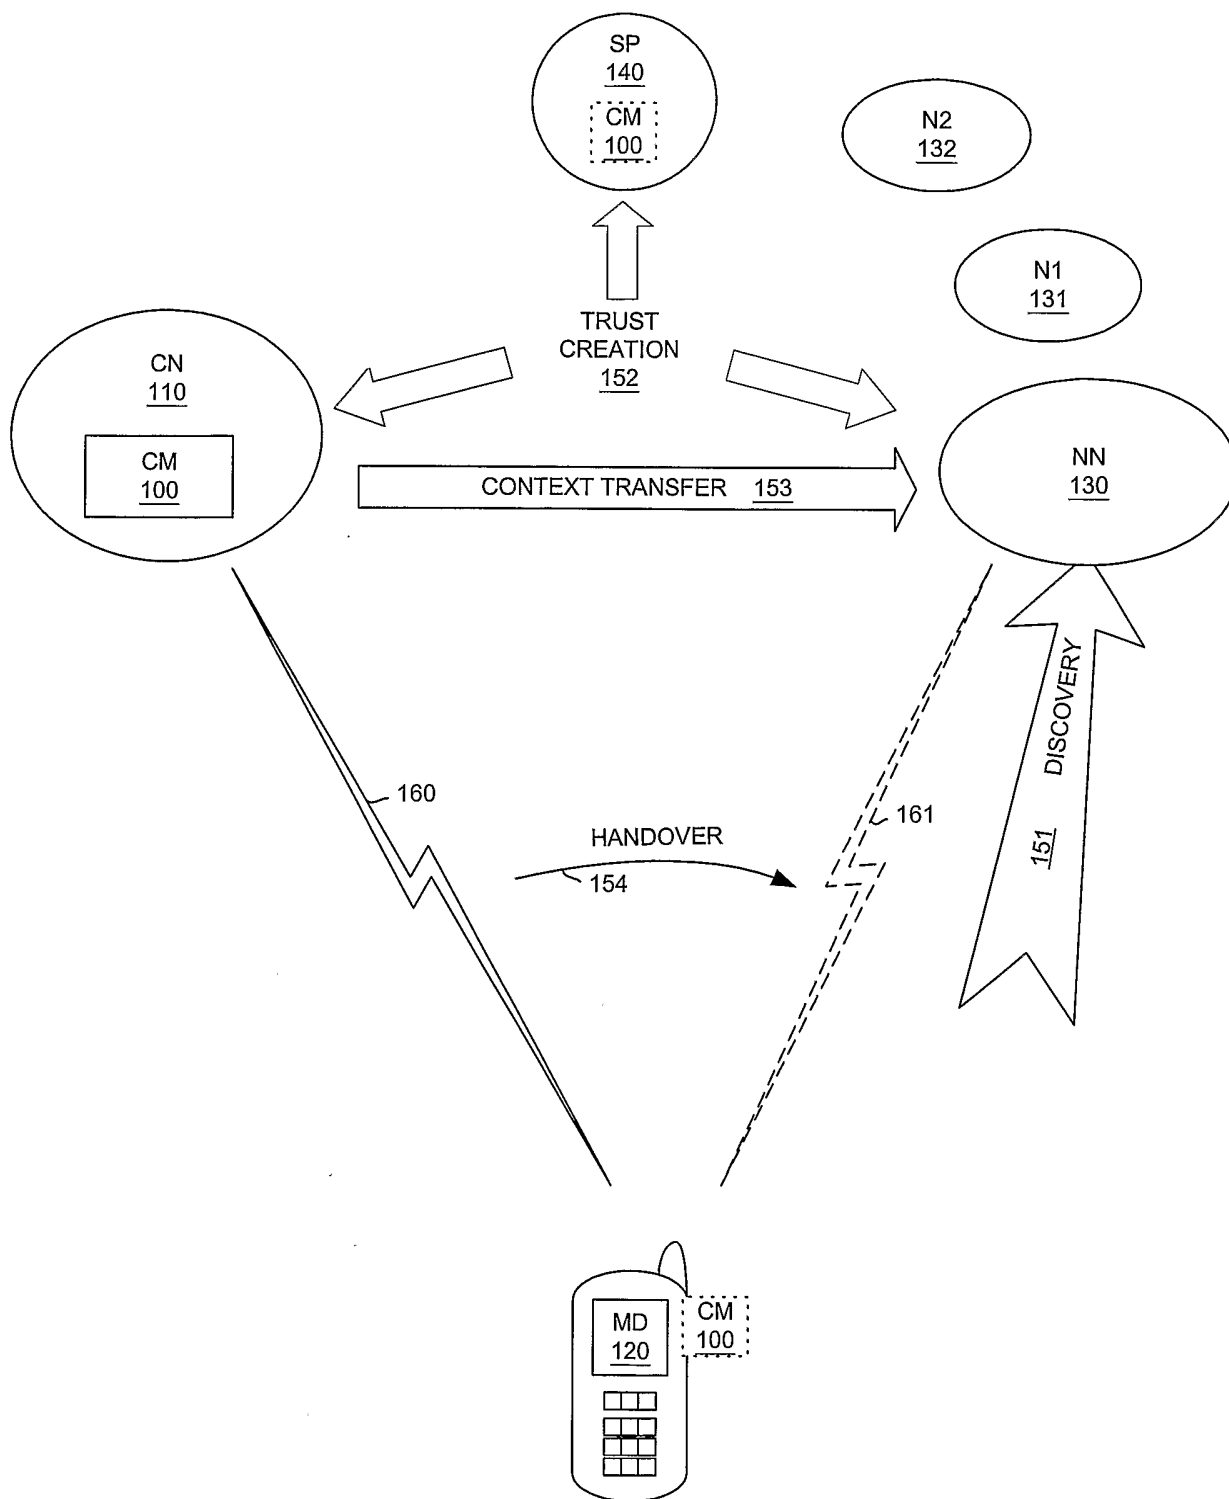 SP
140
CM
100
N2
132
N1
131
TRUST
CREATION
152
CN
110
CM
100
CONTEXT TRANSFER 153
NN
130
DISCOVERY
151
160
161
HANDOVER
154
MD
120
CM
100